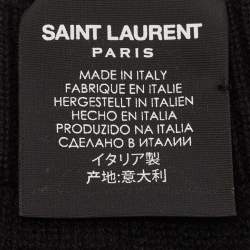 SAINT LAURENT
PARIS
MADE IN ITALY
FABRIQUE EN ITALIE
HERGESTELLT IN ITALIEN
HECHO EN ITALIA
PRODUZIDO NA ITALIA
СДЕЛАНО В ИТАЛИИ
イタリア製
产地:意大利